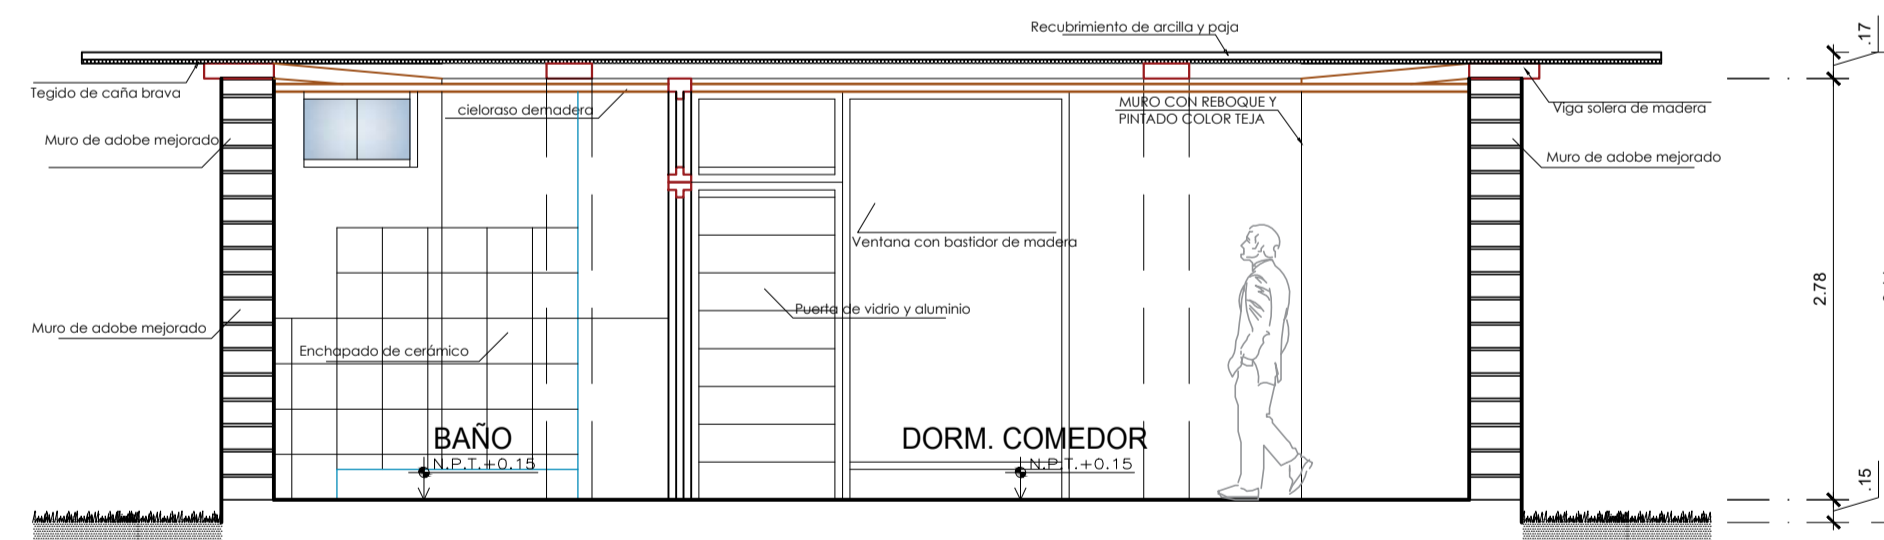 Recubrimiento de arcilla y paja
.17
Tegido de caña brava
cieloraso demadera
MURO CON REBOQUE Y
PINTADO COLOR TEJA
Viga solera de madera
Muro de adobe mejorado
Muro de adobe mejorado
Ventana con bastidor de madera
2.78
Puerta de vidrio y aluminio
Muro de adobe mejorado
Enchapado de cerámico
BAÑO
N.P.T.+0.15
DORM. COMEDOR
N.P.T.+0.15
.15